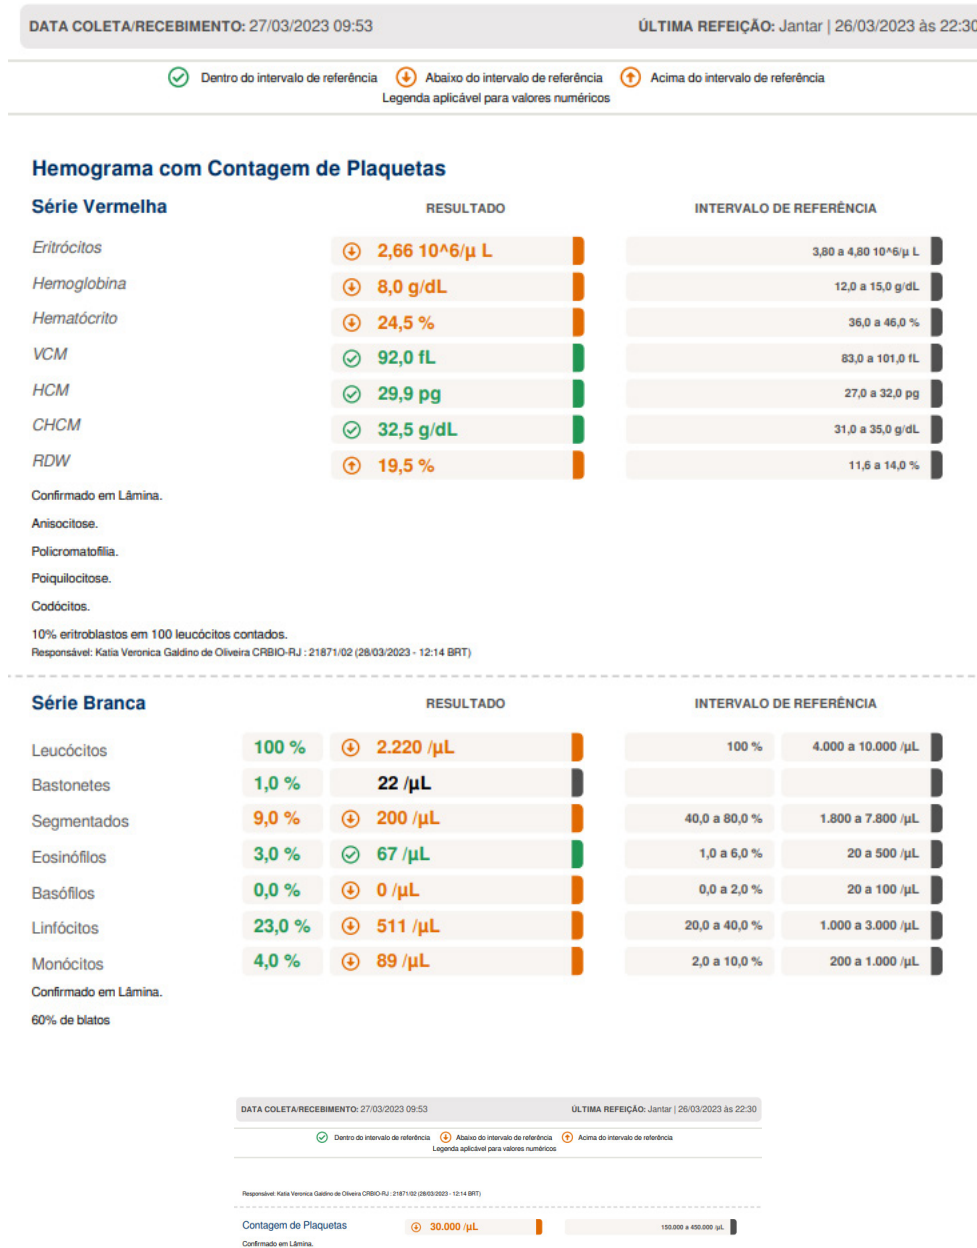 DATA COLETA/RECEBIMENTO: 27/03/2023 09:53 ÚLTIMA REFEIÇÃO: Jantar | 26/03/2023 às 22:30
Dentro do intervalo de referência Abaixo do intervalo de referência Acima do intervalo de referência
Legenda aplicável para valores numéricos
Hemograma com Contagem de Plaquetas
Série Vermelha RESULTADO INTERVALO DE REFERÊNCIA
Eritrócitos 2,66 10^6/µ L 3,80 a 4,80 10^6/µ L
Hemoglobina 8,0 g/dL 12,0 a 15,0 g/dL
Hematócrito 24,5 % 36,0 a 46,0 %
VCM 92,0 fL 83,0 a 101,0 fL
HCM 29,9 pg 27,0 a 32,0 pg
CHCM 32,5 g/dL 31,0 a 35,0 g/dL
RDW 19,5 % 11,6 a 14,0 %
Confirmado em Lâmina.
Anisocitose.
Policromatofilia.
Poiquilocitose.
Codócitos.
10% eritroblastos em 100 leucócitos contados.
Responsável: Katia Veronica Galdino de Oliveira CRBIO-RJ : 21871/02 (28/03/2023 - 12:14 BRT)
Série Branca RESULTADO INTERVALO DE REFERÊNCIA
Leucócitos 100 % 2.220 /µL 100 % 4.000 a 10.000 /µL
Bastonetes 1,0 % 22 /µL
Segmentados 9,0 % 200 /µL 40,0 a 80,0 % 1.800 a 7.800 /µL
Eosinófilos 3,0 % 67 /µL 1,0 a 6,0 % 20 a 500 /µL
Basófilos 0,0 % 0 /µL 0,0 a 2,0 % 20 a 100 /µL
Linfócitos 23,0 % 511 /µL 20,0 a 40,0 % 1.000 a 3.000 /µL
Monócitos 4,0 % 89 /µL 2,0 a 10,0 % 200 a 1.000 /µL
Confirmado em Lâmina.
60% de blatos
DATA COLETA/RECEBIMENTO: 27/03/2023 09:53 ÚLTIMA REFEIÇÃO: Jantar | 26/03/2023 às 22:30
Dentro do intervalo de referência Abaixo do intervalo de referência Acima do intervalo de referência
Legenda aplicável para valores numéricos
Responsável: Katia Veronica Galdino de Oliveira CRBIO-RJ : 21871/02 (28/03/2023 - 12:14 BRT)
Contagem de Plaquetas 30.000 /µL 150.000 a 450.000 /µL
Confirmado em Lâmina.